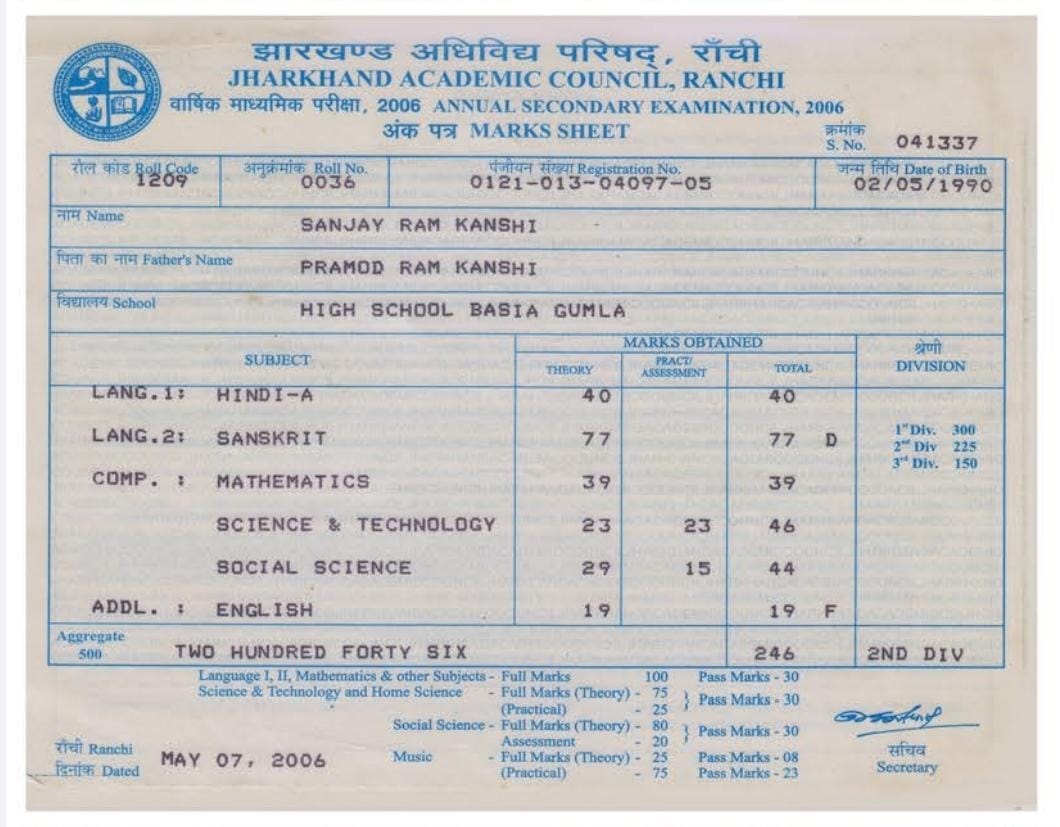 झारखण्ड अधिविद्य परिषद्, राँची
JHARKHAND ACADEMIC COUNCIL, RANCHI
वार्षिक माध्यमिक परीक्षा, 2006 ANNUAL SECONDARY EXAMINATION, 2006
अंक पत्र MARKS SHEET
क्रमांक
S. No. 041337
रौल कोड Roll Code अनुक्रंमांक Roll No. पंजीयन संख्या Registration No. जन्म तिथि Date of Birth
1209 0036 0121-013-04097-05 02/05/1990
नाम Name
SANJAY RAM KANSHI
पिता का नाम Father's Name
PRAMOD RAM KANSHI
विद्यालय School
HIGH SCHOOL BASIA GUMLA
SUBJECT MARKS OBTAINED श्रेणी
THEORY PRACT/ ASSESSMENT TOTAL DIVISION
LANG.1: HINDI-A 40 40
LANG.2: SANSKRIT 77 77 D
1st Div. 300
2nd Div 225
3rd Div. 150
COMP. : MATHEMATICS 39 39
SCIENCE & TECHNOLOGY 23 23 46
SOCIAL SCIENCE 29 15 44
ADDL. : ENGLISH 19 19 F
Aggregate
500 TWO HUNDRED FORTY SIX 246 2ND DIV
Language I, II, Mathematics & other Subjects - Full Marks 100 Pass Marks - 30
Science & Technology and Home Science - Full Marks (Theory) - 75 } Pass Marks - 30
(Practical) - 25
Social Science - Full Marks (Theory) - 80 } Pass Marks - 30
Assessment - 20
Music - Full Marks (Theory) - 25 Pass Marks - 08
(Practical) - 75 Pass Marks - 23
राँची Ranchi
दिनांक Dated MAY 07, 2006
सचिव
Secretary